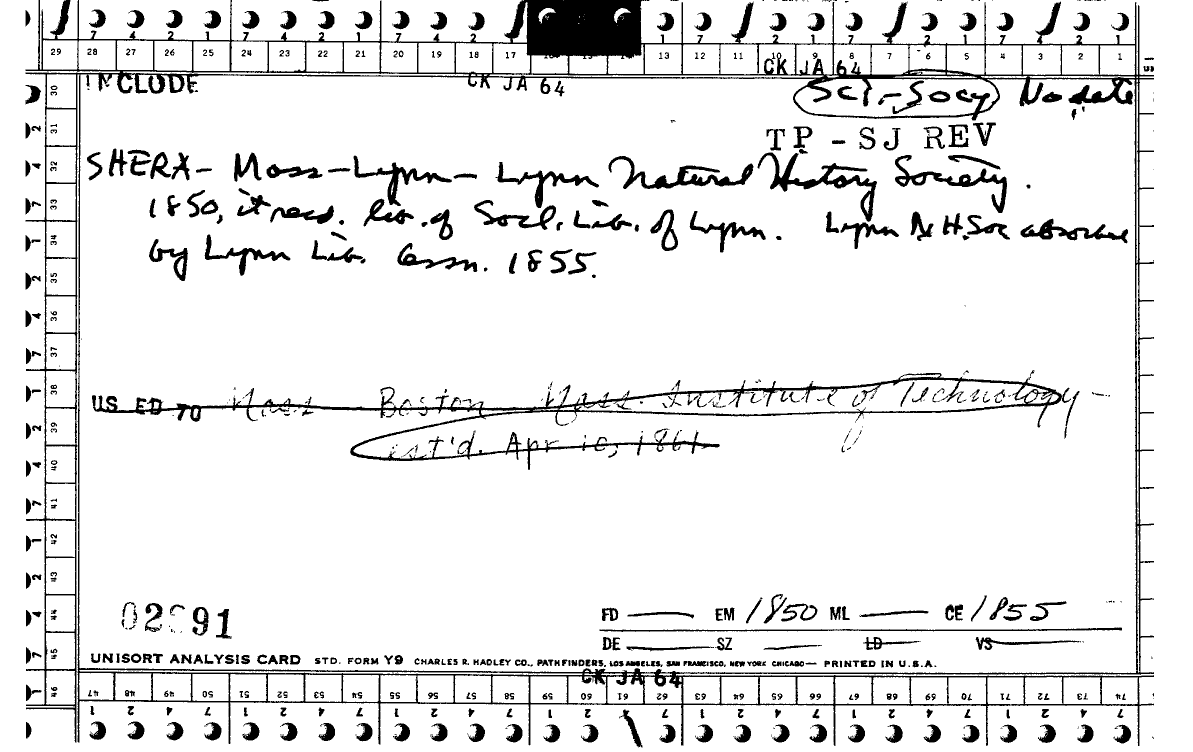 7 4 2 1 7 4 2 1 7 4 2 1 7 4 2 1 7 4 2 1 7 4 2 1
29 28 27 26 25 24 23 22 21 20 19 18 17 13 12 11 10 9 8 7 6 5 4 3 2 1
CK JA 64
INCLUDE CK JA 64
Sci-Socy No date
TP - SJ REV
SHERA - Mass - Lynn - Lynn Natural History Society.
1850, it recd. lib. of Socl. Lib. of Lynn. Lynn N.H. Soc absorbed
by Lynn Lib. Assn. 1855.
US ED TO Mass Boston Mass. Institute of Technology -
est'd. Apr 10, 1861
02 91
FD EM 1850 ML CE 1855
DE SZ LD VS
UNISORT ANALYSIS CARD STD. FORM Y9 CHARLES R. HADLEY CO., PATHFINDERS, LOS ANGELES, SAN FRANCISCO, NEW YORK CHICAGO — PRINTED IN U.S.A.
CK JA 64
30
31
32
33
34
35
36
37
38
39
40
41
42
43
44
45
46
47 48 49 50 51 52 53 54 55 56 57 58 59 60 61 62 63 64 65 66 67 68 69 70 71 72 73 74
1 2 4 7 1 2 4 7 1 2 4 7 1 2 4 7 1 2 4 7 1 2 4 7 1 2 4 7